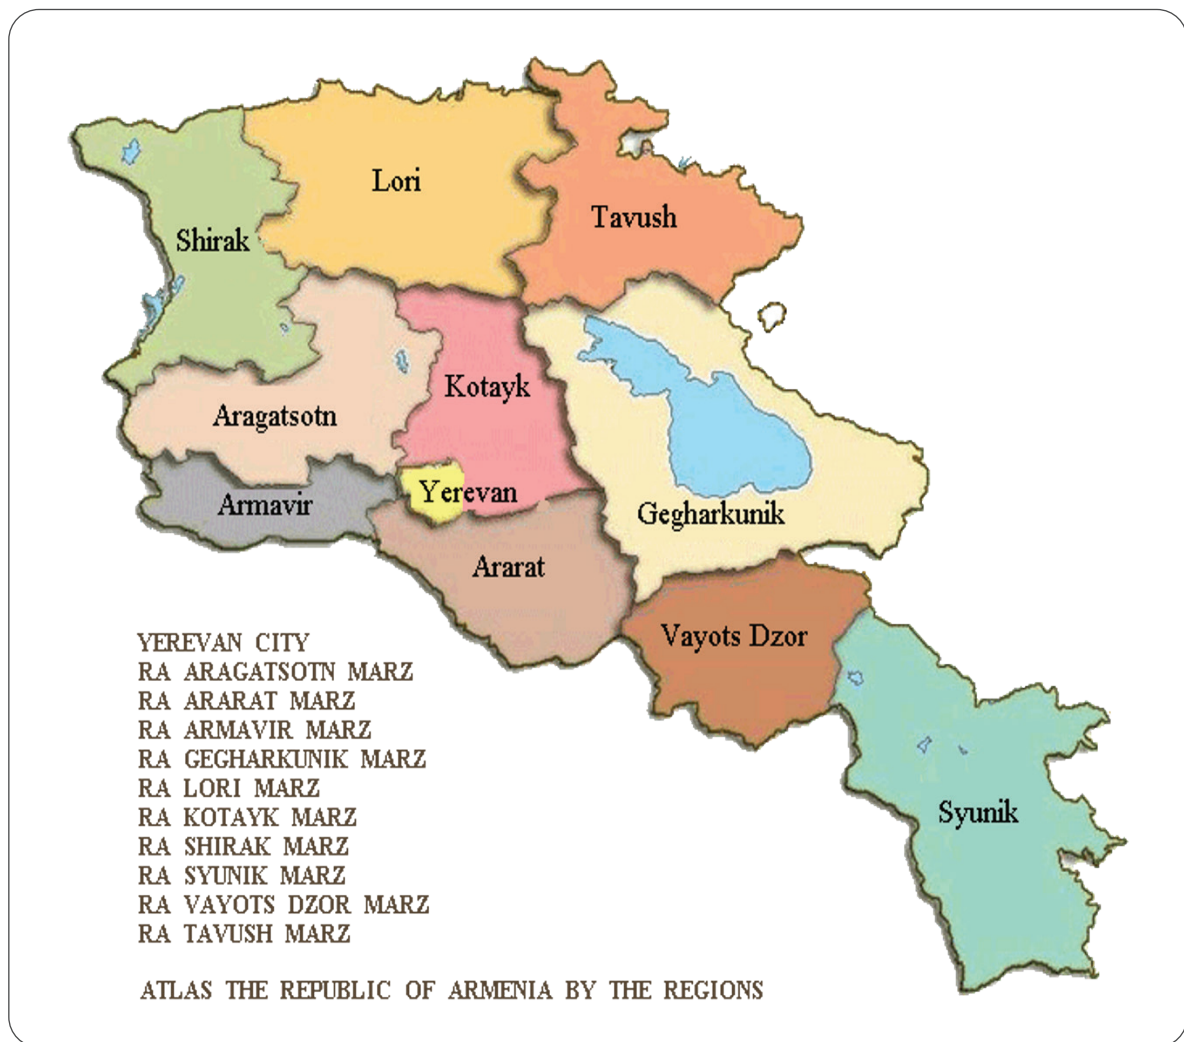 Lori
Tavush
Shirak
Kotayk
Aragatsotn
Yerevan
Armavir
Gegharkunik
Ararat
Vayots Dzor
Syunik
YEREVAN CITY
RA ARAGATSOTN MARZ
RA ARARAT MARZ
RA ARMAVIR MARZ
RA GEGHARKUNIK MARZ
RA LORI MARZ
RA KOTAYK MARZ
RA SHIRAK MARZ
RA SYUNIK MARZ
RA VAYOTS DZOR MARZ
RA TAVUSH MARZ
ATLAS THE REPUBLIC OF ARMENIA BY THE REGIONS